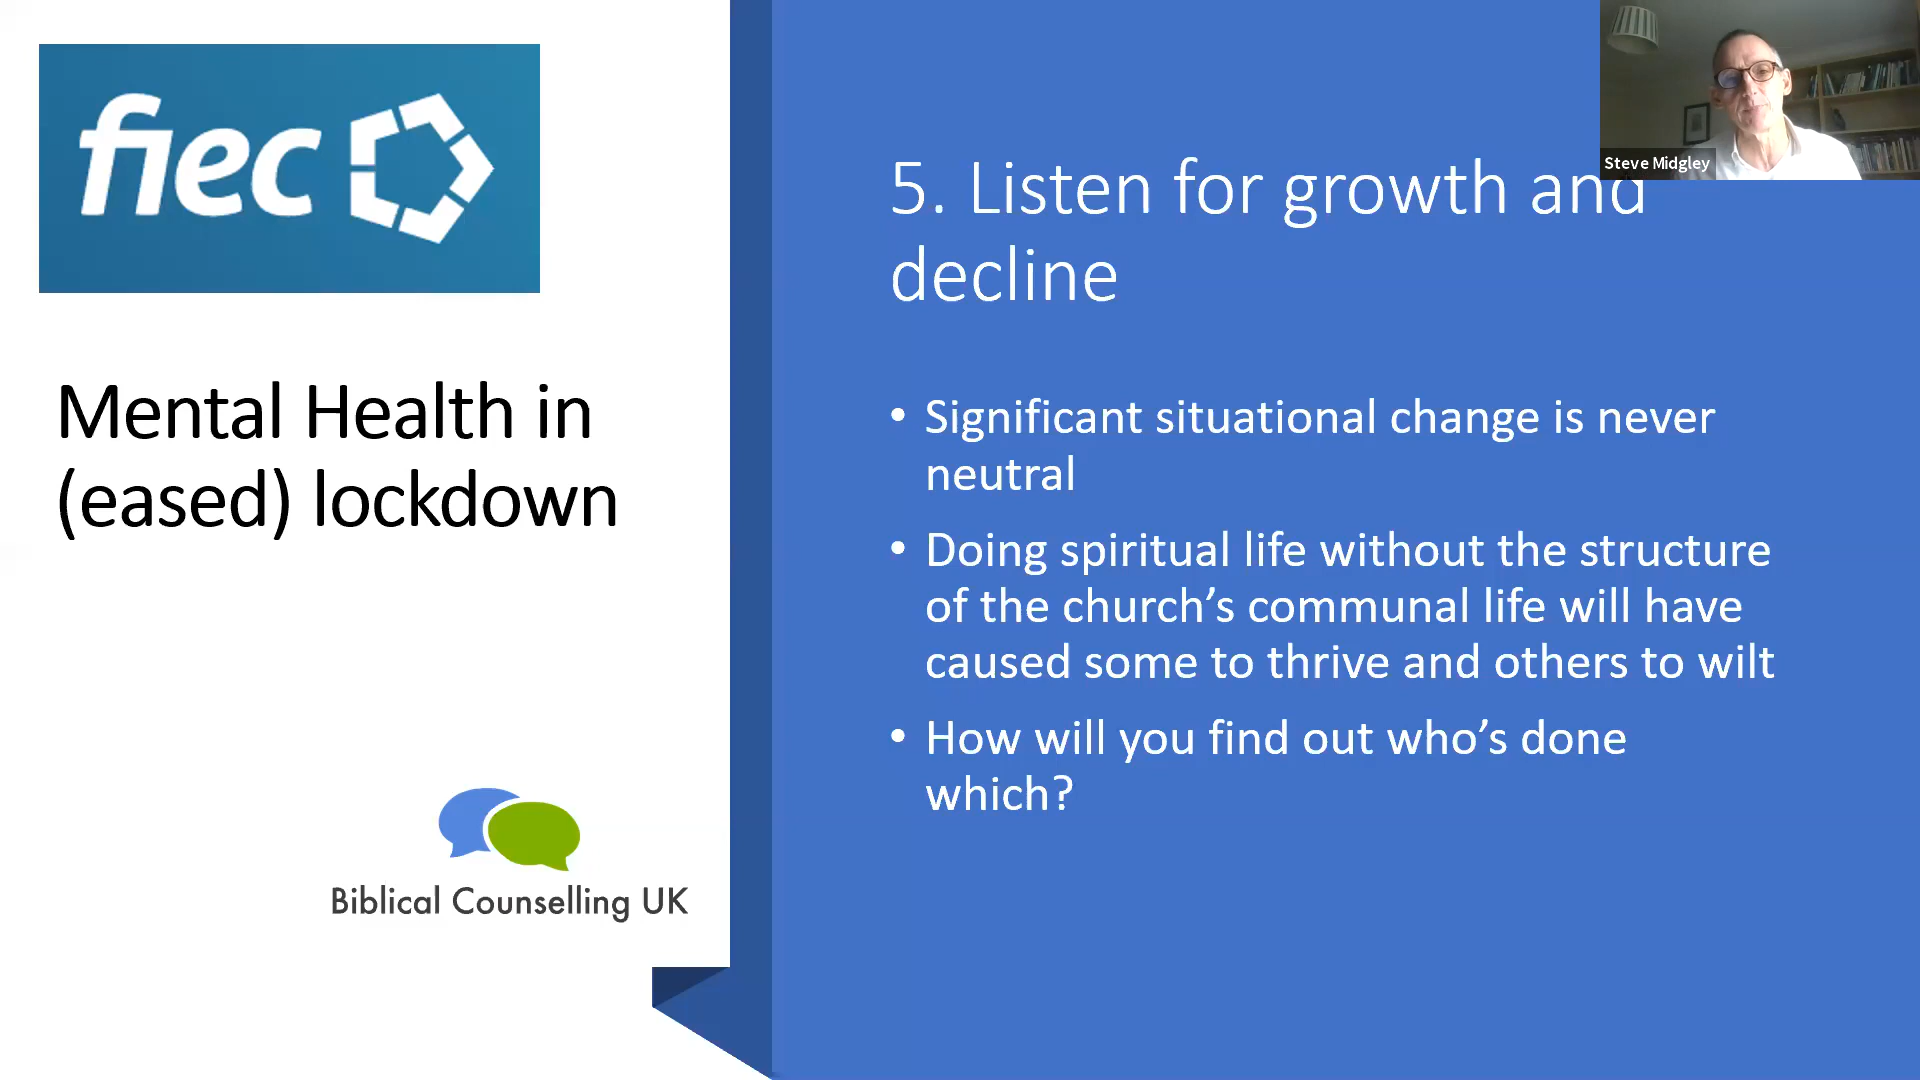 fiec
Mental Health in
(eased) lockdown
Biblical Counselling UK
5. Listen for growth and
decline
• Significant situational change is never
neutral
• Doing spiritual life without the structure
of the church’s communal life will have
caused some to thrive and others to wilt
• How will you find out who’s done
which?
Steve Midgley